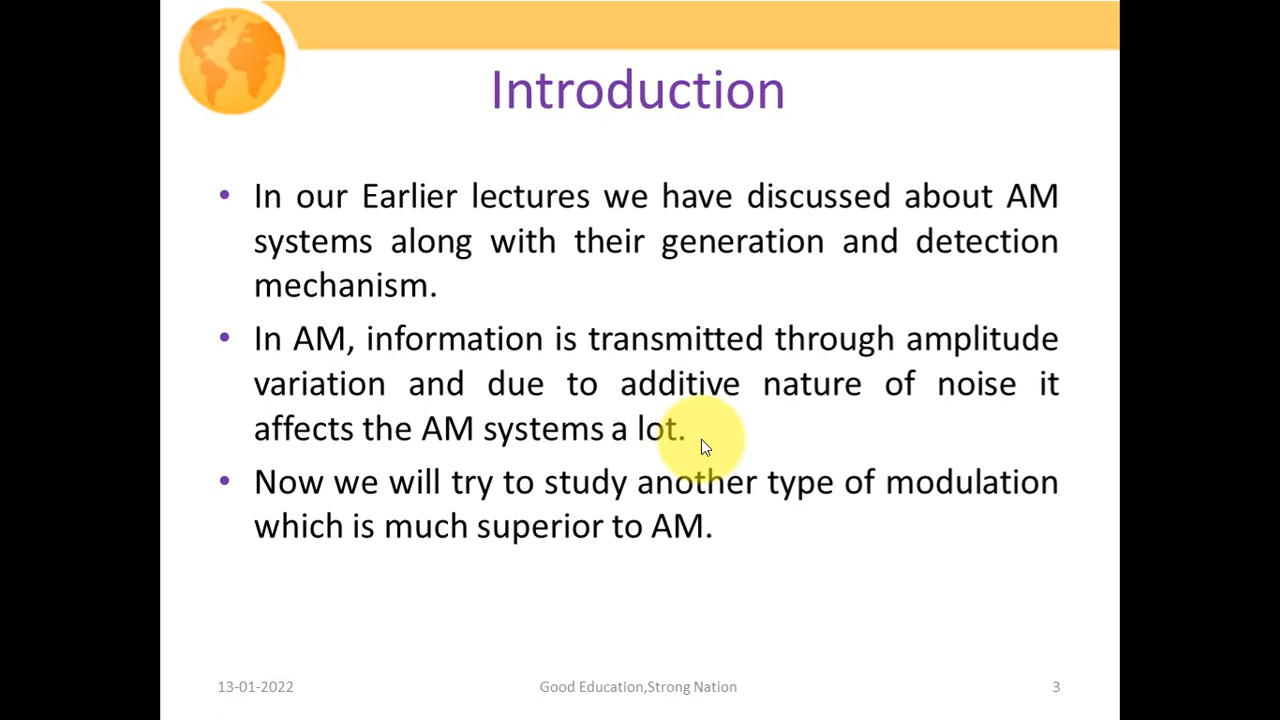 Introduction
• In our Earlier lectures we have discussed about AM
systems along with their generation and detection
mechanism.
• In AM, information is transmitted through amplitude
variation and due to additive nature of noise it
affects the AM systems a lot.
• Now we will try to study another type of modulation
which is much superior to AM.
13-01-2022
Good Education,Strong Nation
3